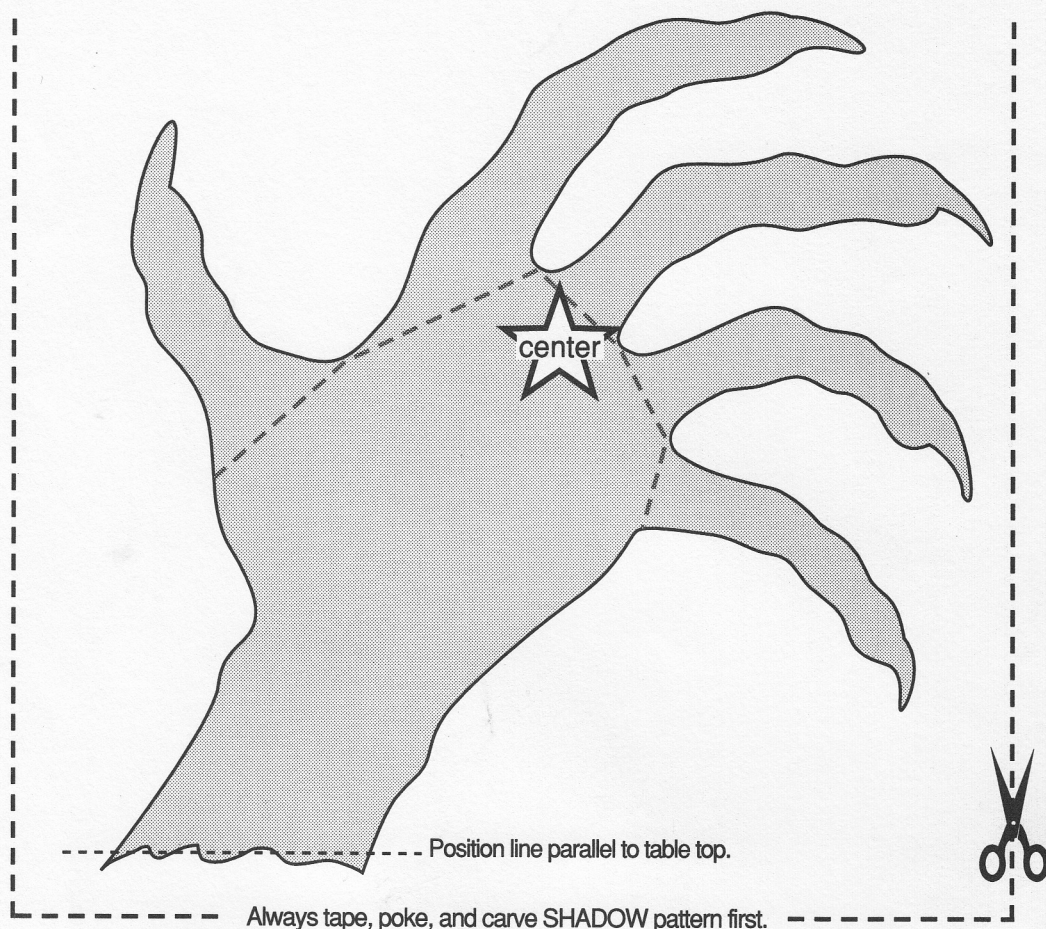 center
Position line parallel to table top.
Always tape, poke, and carve SHADOW pattern first.